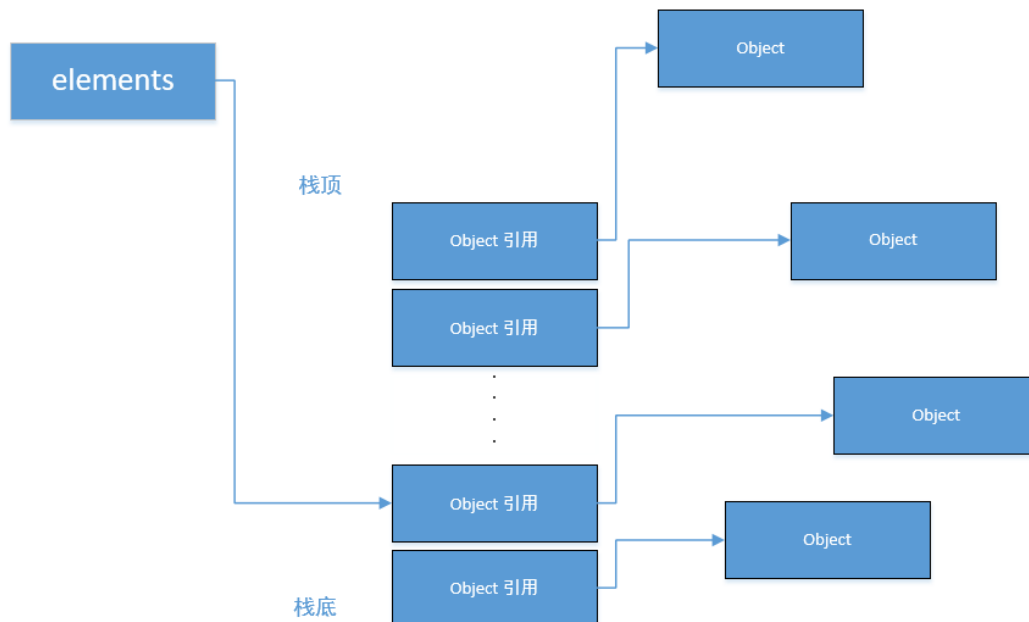 Object
elements
栈顶
Object 引用
Object
Object 引用
Object
Object 引用
Object
Object 引用
栈底